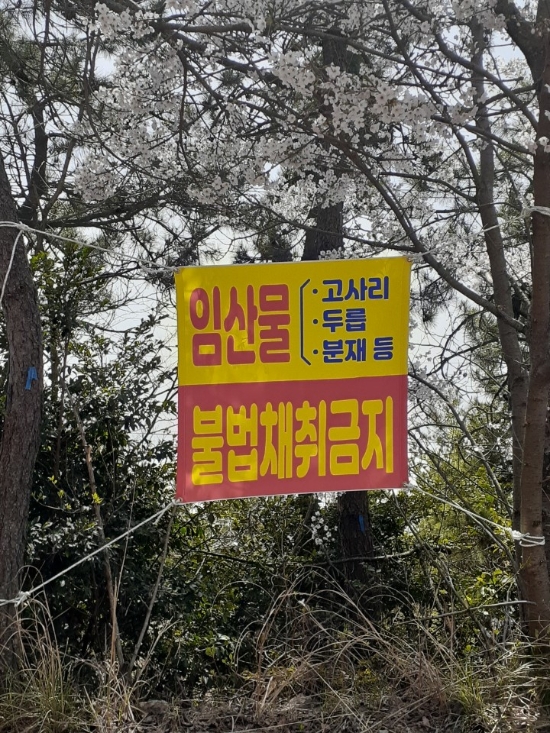 임산물
·고사리
·두릅
·분재 등
불법채취금지